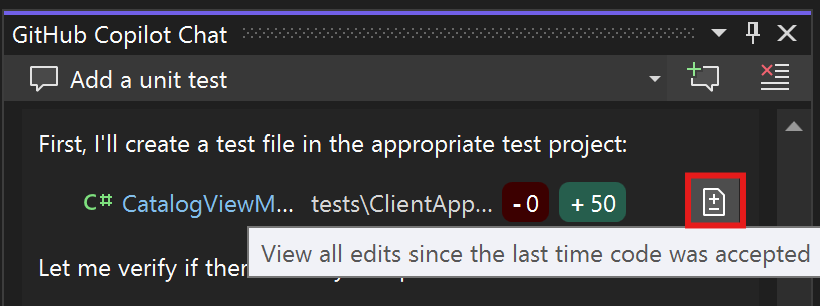 GitHub Copilot Chat
Add a unit test
First, I'll create a test file in the appropriate test project:
C# CatalogViewM... tests\ClientApp... - 0 + 50
View all edits since the last time code was accepted
Let me verify if ther